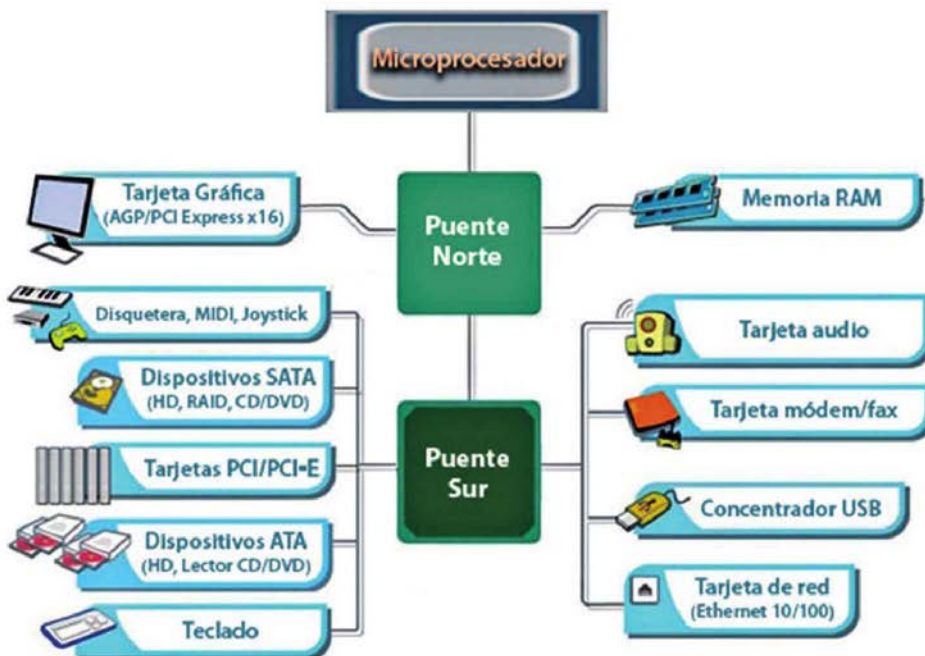 Microprocesador
Tarjeta Gráfica
(AGP/PCI Express x16)
Puente
Norte
Memoria RAM
Disquetera, MIDI, Joystick
Dispositivos SATA
(HD, RAID, CD/DVD)
Tarjetas PCI/PCI-E
Dispositivos ATA
(HD, Lector CD/DVD)
Teclado
Puente
Sur
Tarjeta audio
Tarjeta módem/fax
Concentrador USB
Tarjeta de red
(Ethernet 10/100)